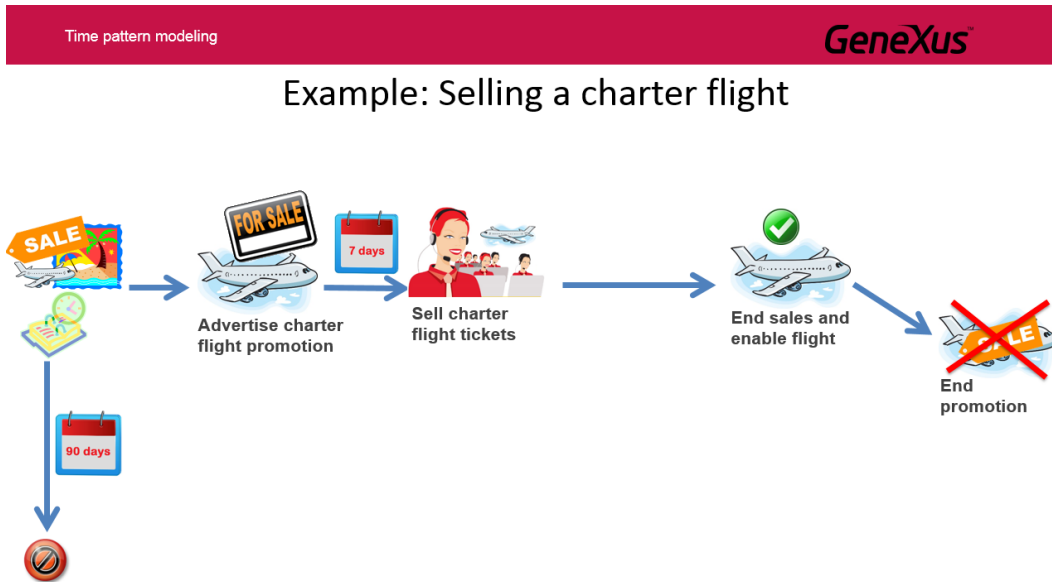 Time pattern modeling
GeneXus™
Example: Selling a charter flight
SALE
FOR SALE
7 days
Advertise charter
flight promotion
Sell charter
flight tickets
End sales and
enable flight
SALE
End
promotion
90 days